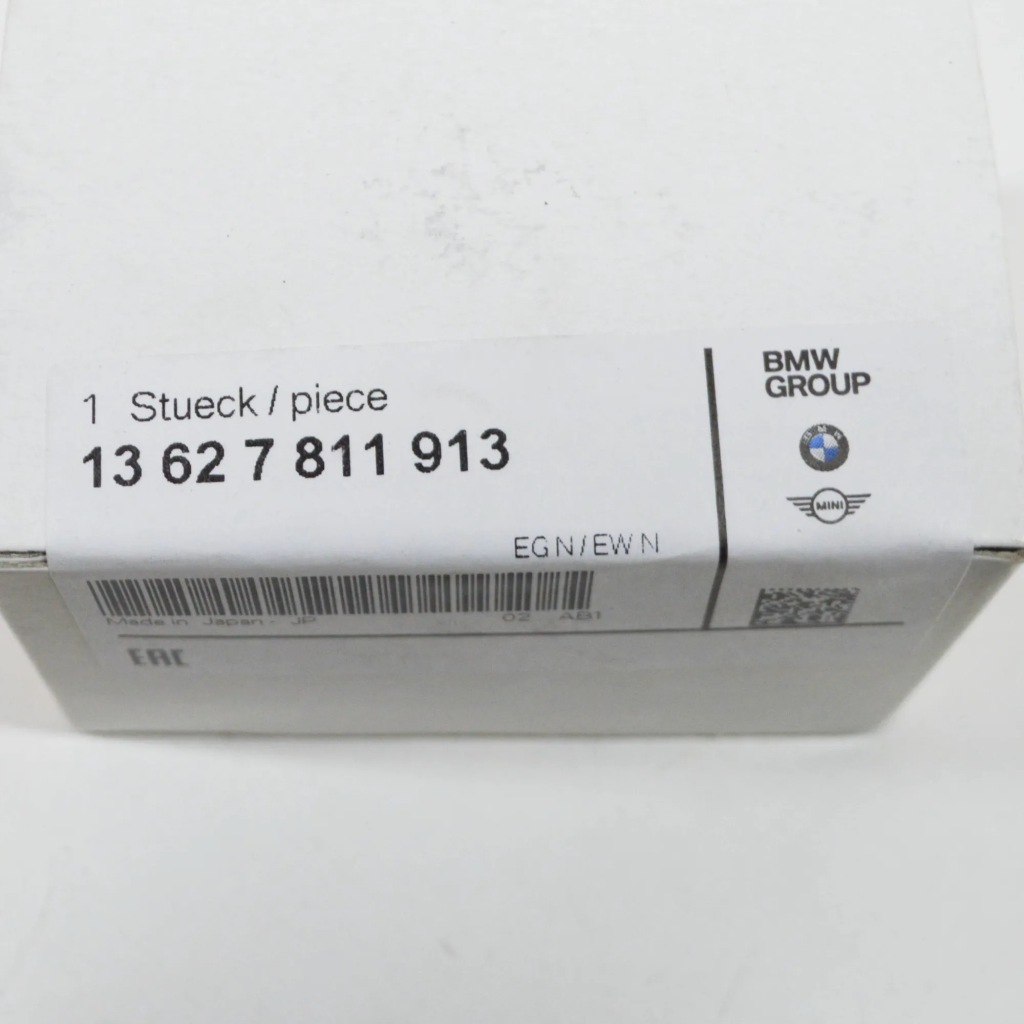 1 Stueck / piece
13 62 7 811 913
EGN/EWN
Made in Japan - JP 02 AB1
EAC
BMW
GROUP
BMW
MINI